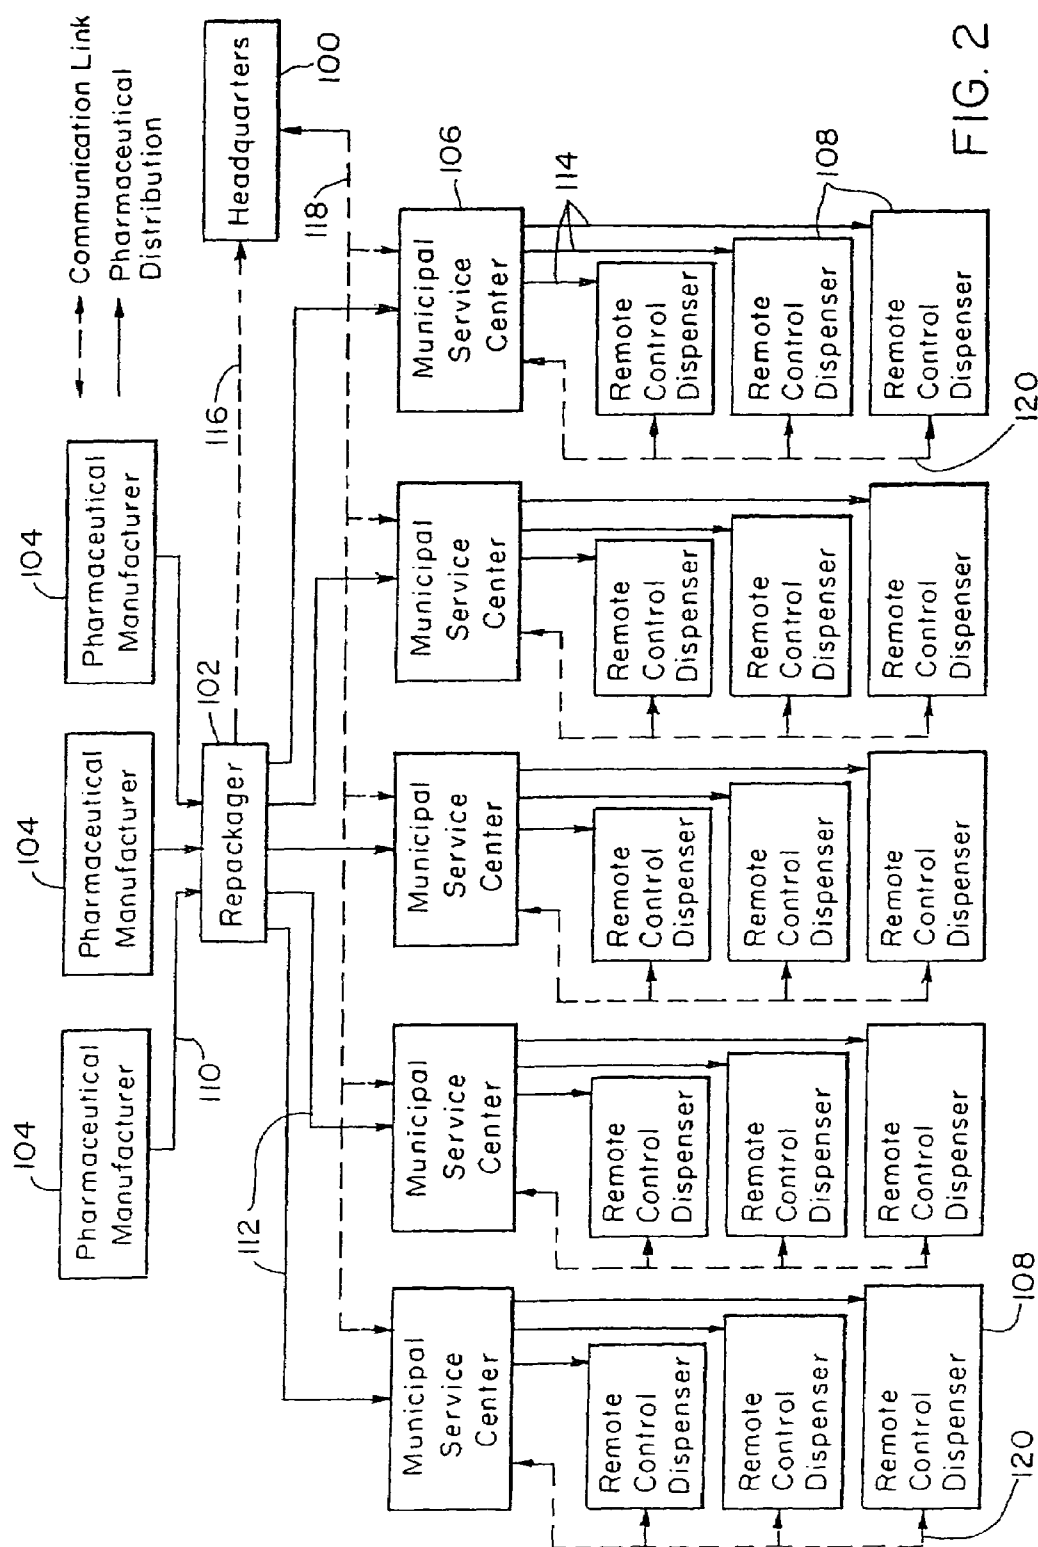 104
104
104
Pharmaceutical
Manufacturer
Pharmaceutical
Manufacturer
Pharmaceutical
Manufacturer
Communication Link
Pharmaceutical
Distribution
110
102
Repackager
116
Headquarters
100
112
118
Municipal
Service
Center
Municipal
Service
Center
Municipal
Service
Center
Municipal
Service
Center
Municipal
Service
Center
106
114
Remote
Control
Dispenser
Remote
Control
Dispenser
Remote
Control
Dispenser
Remote
Control
Dispenser
Remote
Control
Dispenser
Remote
Control
Dispenser
Remote
Control
Dispenser
Remote
Control
Dispenser
Remote
Control
Dispenser
Remote
Control
Dispenser
108
Remote
Control
Dispenser
Remote
Control
Dispenser
Remote
Control
Dispenser
Remote
Control
Dispenser
Remote
Control
Dispenser
120
108
120
FIG. 2